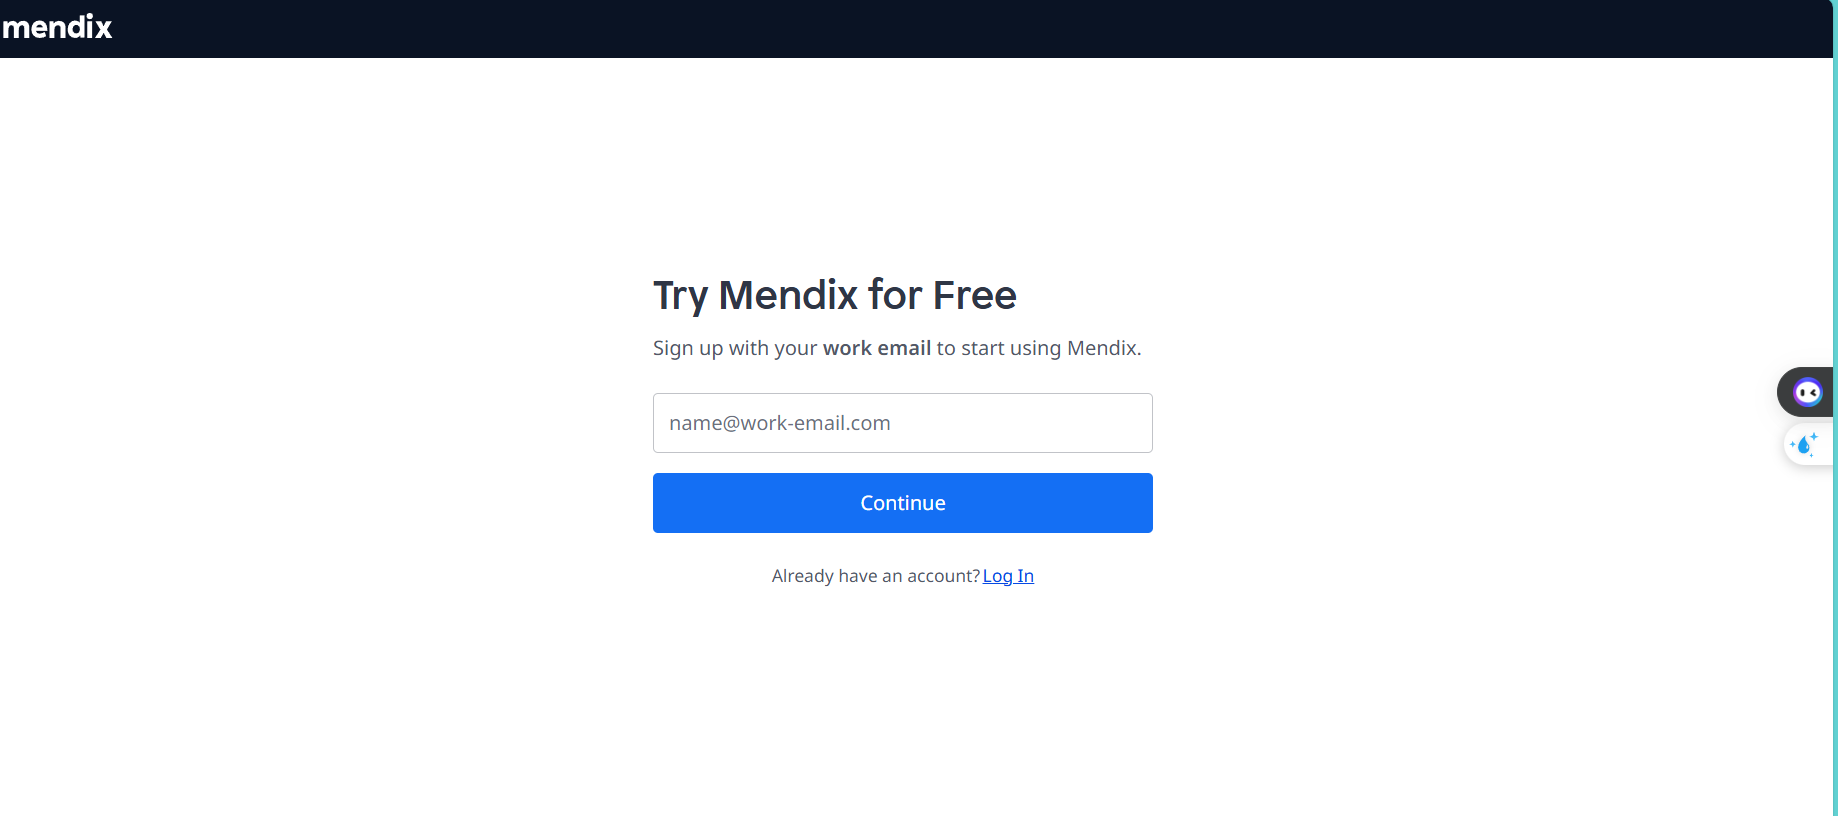 mendix
Try Mendix for Free
Sign up with your work email to start using Mendix.
name@work-email.com
Continue
Already have an account? Log In